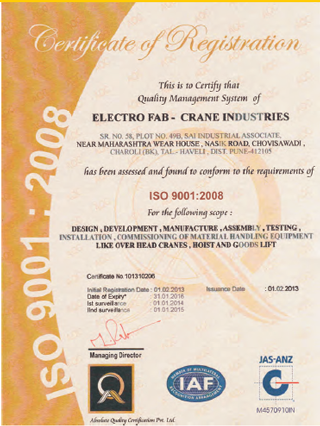 Certificate of Registration
This is to Certify that
Quality Management System of
ELECTRO FAB - CRANE INDUSTRIES
SR. NO. 58, PLOT NO. 49B, SAI INDUSTRIAL ASSOCIATE,
NEAR MAHARASHTRA WEAR HOUSE , NASIK ROAD, CHOVISAWADI ,
CHAROLI (BK), TAL - HAVELI , DIST. PUNE-412105
has been assessed and found to conform to the requirements of
ISO 9001:2008
For the following scope :
DESIGN , DEVELOPMENT , MANUFACTURE , ASSEMBLY , TESTING ,
INSTALLATION , COMMISSIONING OF MATERIAL HANDLING EQUIPMENT
LIKE OVER HEAD CRANES , HOIST AND GOODS LIFT
ISO 9001 : 2008
Certificate No.101310206
Initial Registration Date : 01.02.2013 Issuance Date : 01.02.2013
Date of Expiry* : 31.01.2016
Ist surveillance : 01.01.2014
IInd surveillance : 01.01.2015
Managing Director
JAS-ANZ
IAF
M4570910IN
Absolute Quality Certification Pvt. Ltd.